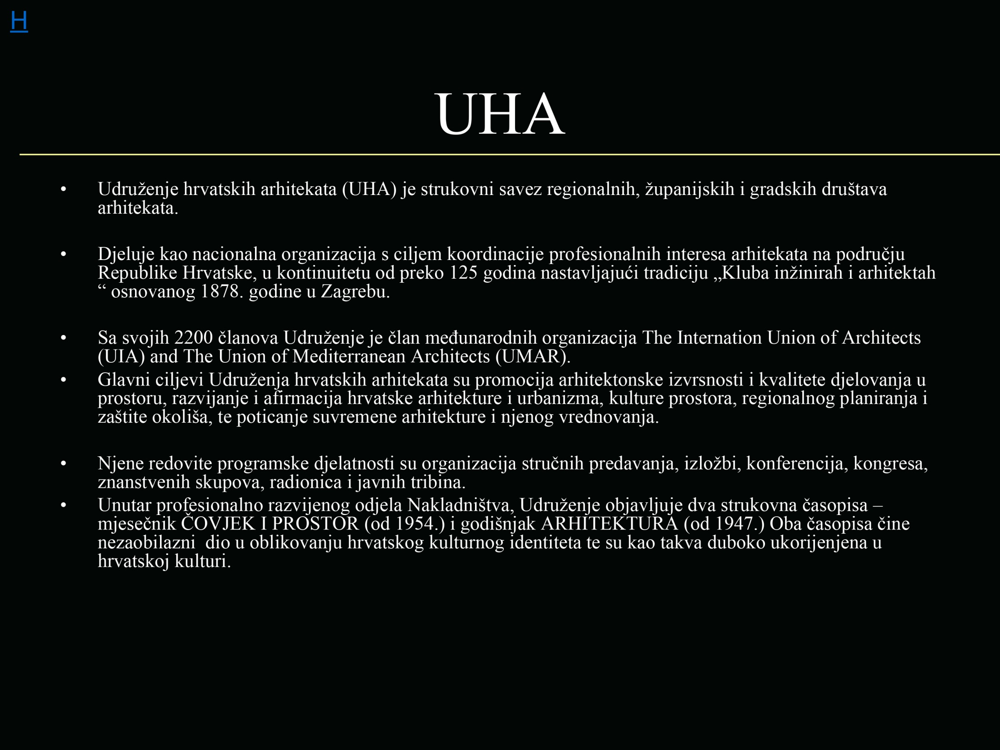 H
UHA
• Udruženje hrvatskih arhitekata (UHA) je strukovni savez regionalnih, županijskih i gradskih društava
arhitekata.
• Djeluje kao nacionalna organizacija s ciljem koordinacije profesionalnih interesa arhitekata na području
Republike Hrvatske, u kontinuitetu od preko 125 godina nastavljajući tradiciju „Kluba inžinirah i arhitektah
“ osnovanog 1878. godine u Zagrebu.
• Sa svojih 2200 članova Udruženje je član međunarodnih organizacija The Internation Union of Architects
(UIA) and The Union of Mediterranean Architects (UMAR).
• Glavni ciljevi Udruženja hrvatskih arhitekata su promocija arhitektonske izvrsnosti i kvalitete djelovanja u
prostoru, razvijanje i afirmacija hrvatske arhitekture i urbanizma, kulture prostora, regionalnog planiranja i
zaštite okoliša, te poticanje suvremene arhitekture i njenog vrednovanja.
• Njene redovite programske djelatnosti su organizacija stručnih predavanja, izložbi, konferencija, kongresa,
znanstvenih skupova, radionica i javnih tribina.
• Unutar profesionalno razvijenog odjela Nakladništva, Udruženje objavljuje dva strukovna časopisa –
mjesečnik ČOVJEK I PROSTOR (od 1954.) i godišnjak ARHITEKTURA (od 1947.) Oba časopisa čine
nezaobilazni  dio u oblikovanju hrvatskog kulturnog identiteta te su kao takva duboko ukorijenjena u
hrvatskoj kulturi.